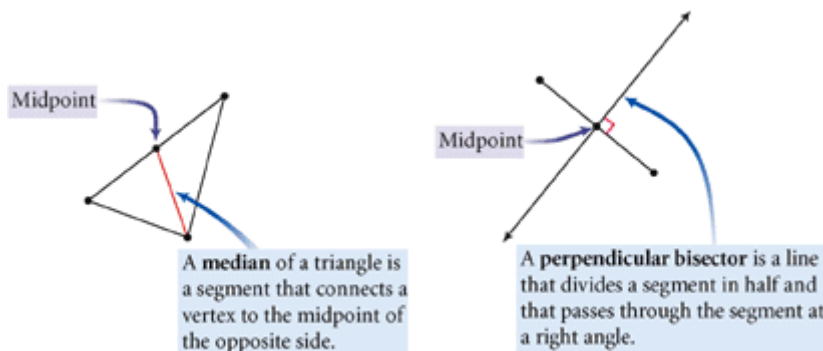 Midpoint
A median of a triangle is
a segment that connects a
vertex to the midpoint of
the opposite side.
Midpoint
A perpendicular bisector is a line
that divides a segment in half and
that passes through the segment at
a right angle.